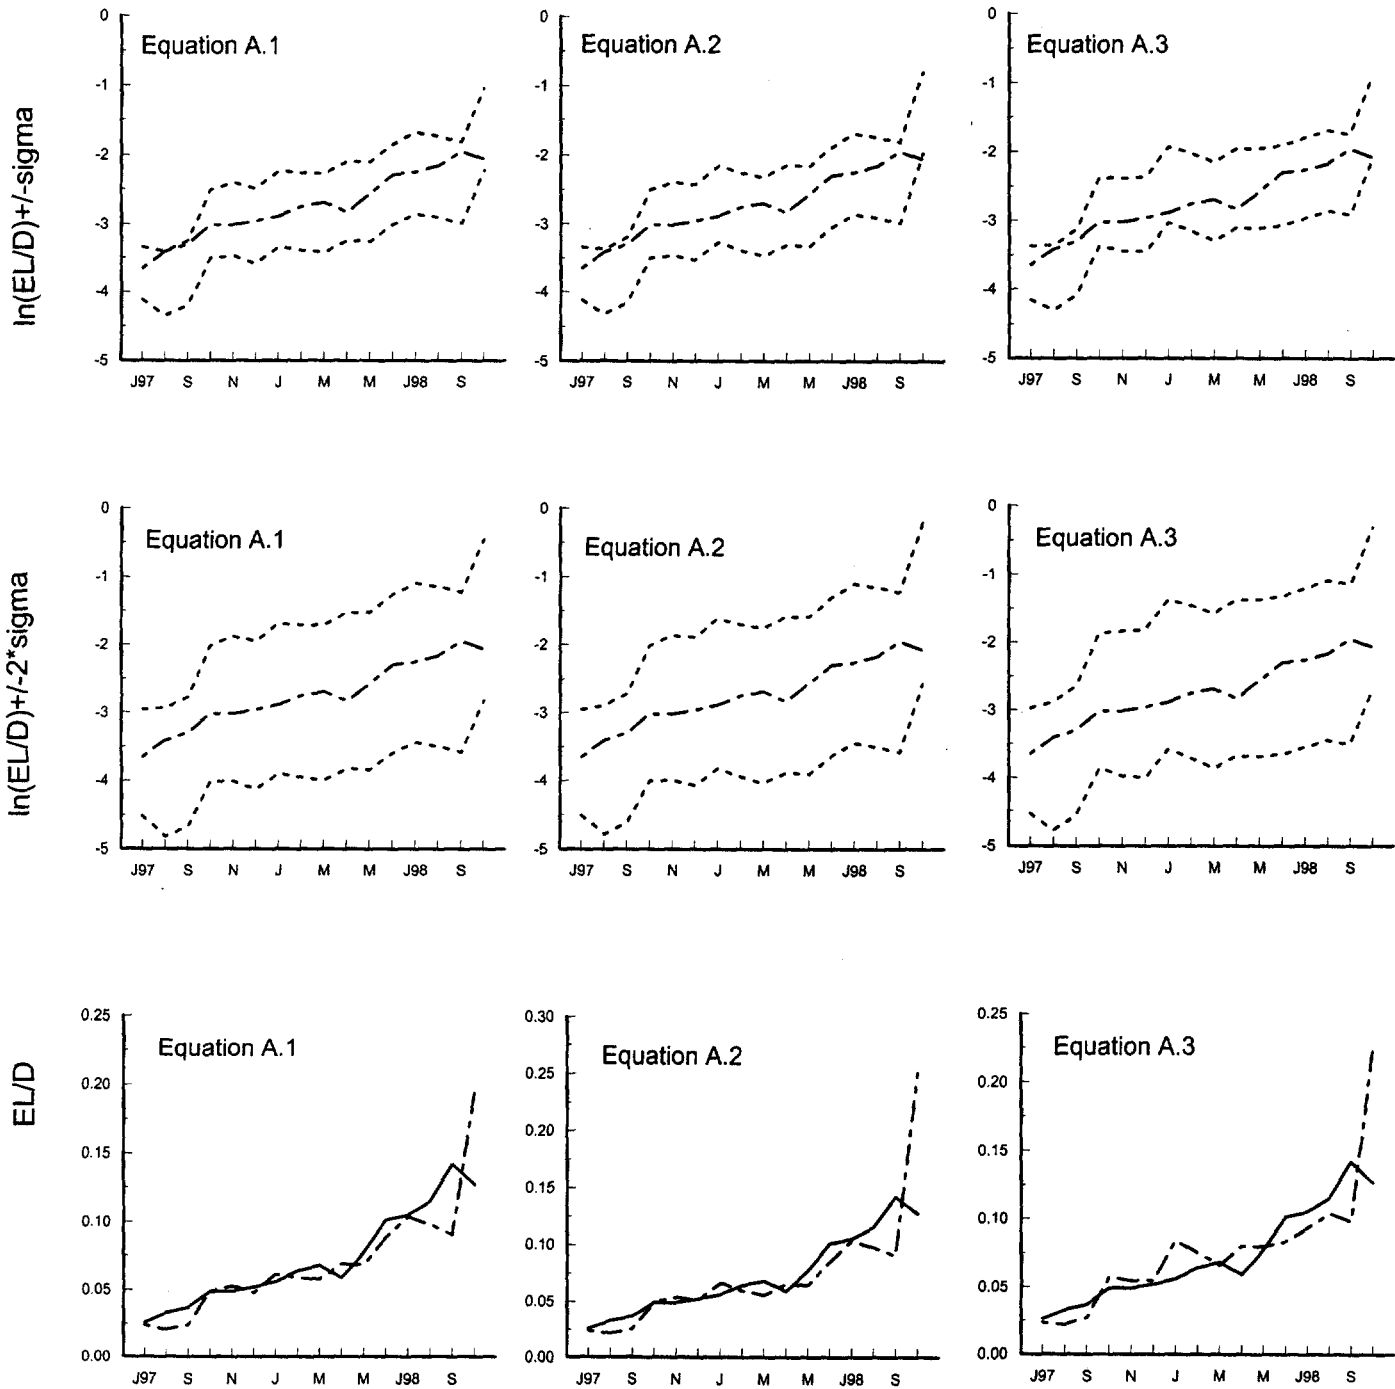 ln(EL/D)+/-sigma
Equation A.1
0
-1
-2
-3
-4
-5
J97 S N J M M J98 S
Equation A.2
0
-1
-2
-3
-4
-5
J97 S N J M M J98 S
Equation A.3
0
-1
-2
-3
-4
-5
J97 S N J M M J98 S
ln(EL/D)+/-2*sigma
Equation A.1
0
-1
-2
-3
-4
-5
J97 S N J M M J98 S
Equation A.2
0
-1
-2
-3
-4
-5
J97 S N J M M J98 S
Equation A.3
0
-1
-2
-3
-4
-5
J97 S N J M M J98 S
EL/D
Equation A.1
0.25
0.20
0.15
0.10
0.05
0.00
J97 S N J M M J98 S
Equation A.2
0.30
0.25
0.20
0.15
0.10
0.05
0.00
J97 S N J M M J98 S
Equation A.3
0.25
0.20
0.15
0.10
0.05
0.00
J97 S N J M M J98 S